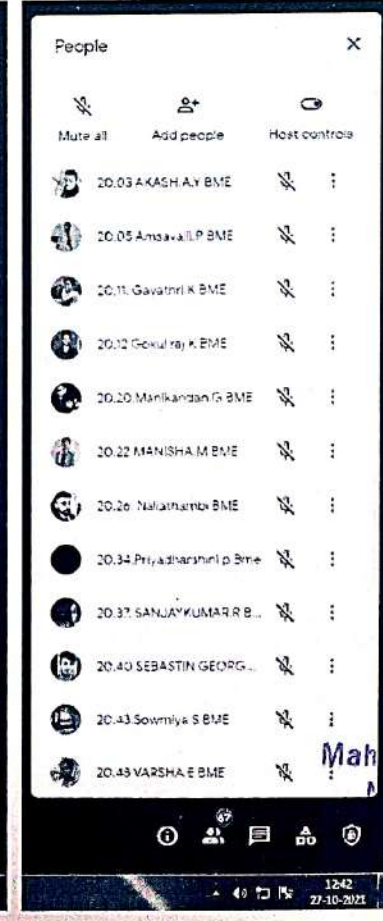 People
Mute all
Add people
Host controls
20.03 AKASH.A.Y BME
20.05 Amsavalli.P BME
20.11. Gayathri.K BME
20.12 Gokul raj K BME
20.20.Manikandan.G BME
20.22 MANISHA.M BME
20.26 Nallathambi BME
20.34.Priyadharshini p Bme
20.37. SANJAYKUMAR.R B...
20.40 SEBASTIN GEORG...
20.43.Sowmiya S BME
20.48 VARSHA E BME
Mah
67
12:42
27-10-2021